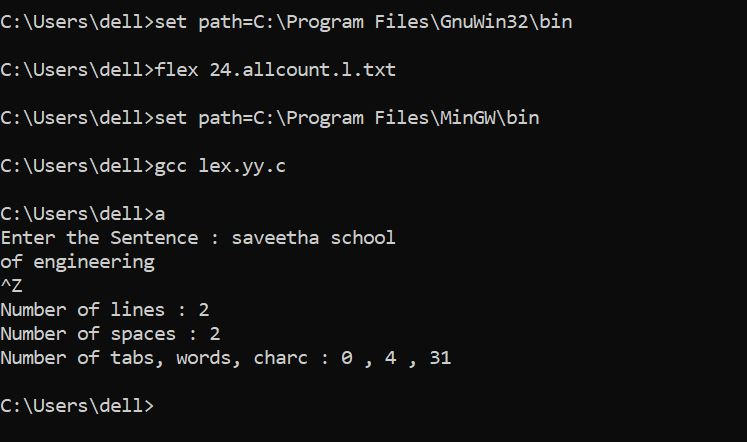 C:\Users\dell>set path=C:\Program Files\GnuWin32\bin
C:\Users\dell>flex 24.allcount.l.txt
C:\Users\dell>set path=C:\Program Files\MinGW\bin
C:\Users\dell>gcc lex.yy.c
C:\Users\dell>a
Enter the Sentence : saveetha school
of engineering
^Z
Number of lines : 2
Number of spaces : 2
Number of tabs, words, charc : 0 , 4 , 31
C:\Users\dell>